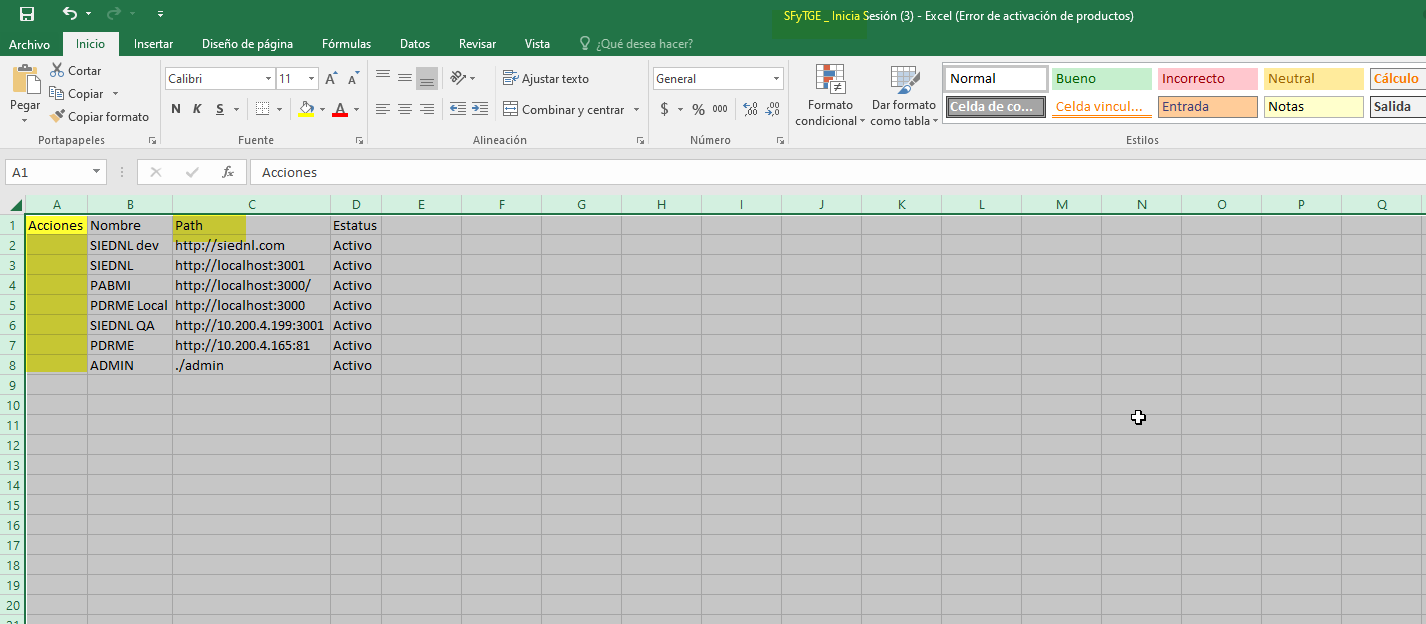 SFyTGE _ Inicia Sesión (3) - Excel (Error de activación de productos)
Archivo Inicio Insertar Diseño de página Fórmulas Datos Revisar Vista ¿Qué desea hacer?
Pegar
Cortar
Copiar
Copiar formato
Portapapeles
Calibri 11
N K S
Fuente
Ajustar texto
Combinar y centrar
Alineación
General
$ % 000
Número
Formato condicional
Dar formato como tabla
Normal Bueno Incorrecto Neutral Cálculo
Celda de co... Celda vincul... Entrada Notas Salida
Estilos
A1 fx Acciones
A B C D E F G H I J K L M N O P Q
1 Acciones Nombre Path Estatus
2 SIEDNL dev http://siednl.com Activo
3 SIEDNL http://localhost:3001 Activo
4 PABMI http://localhost:3000/ Activo
5 PDRME Local http://localhost:3000 Activo
6 SIEDNL QA http://10.200.4.199:3001 Activo
7 PDRME http://10.200.4.165:81 Activo
8 ADMIN ./admin Activo
9
10
11
12
13
14
15
16
17
18
19
20